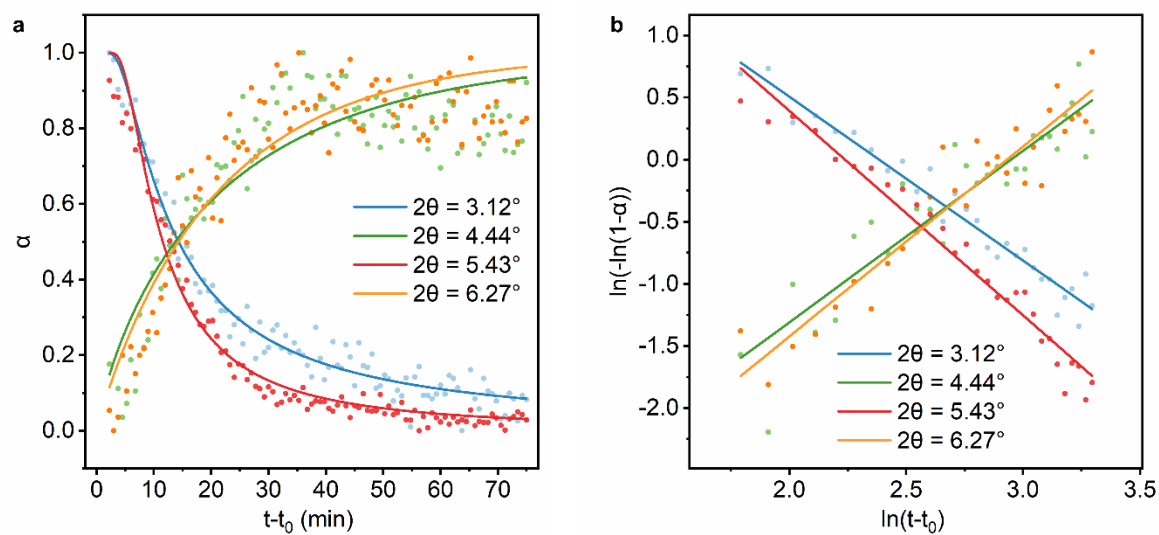 a
1.0
0.8
0.6
0.4
0.2
0.0
α
0 10 20 30 40 50 60 70
t-t₀ (min)
2θ = 3.12°
2θ = 4.44°
2θ = 5.43°
2θ = 6.27°
b
1.0
0.5
0.0
-0.5
-1.0
-1.5
-2.0
ln(-ln(1-α))
2.0 2.5 3.0 3.5
ln(t-t₀)
2θ = 3.12°
2θ = 4.44°
2θ = 5.43°
2θ = 6.27°